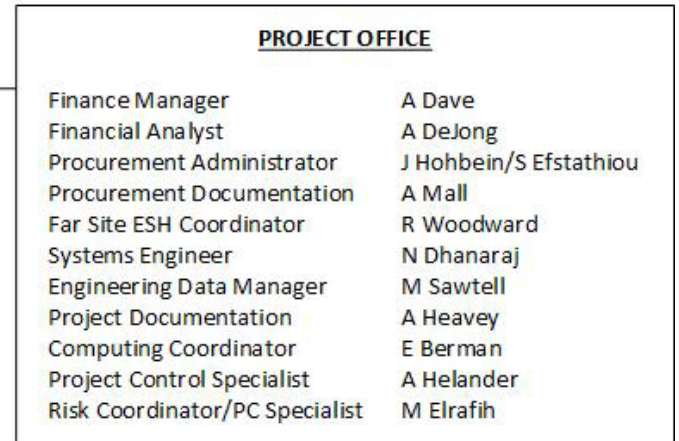 PROJECT OFFICE
Finance Manager A Dave
Financial Analyst A DeJong
Procurement Administrator J Hohbein/S Efstathiou
Procurement Documentation A Mall
Far Site ESH Coordinator R Woodward
Systems Engineer N Dhanaraj
Engineering Data Manager M Sawtell
Project Documentation A Heavey
Computing Coordinator E Berman
Project Control Specialist A Helander
Risk Coordinator/PC Specialist M Elrafih